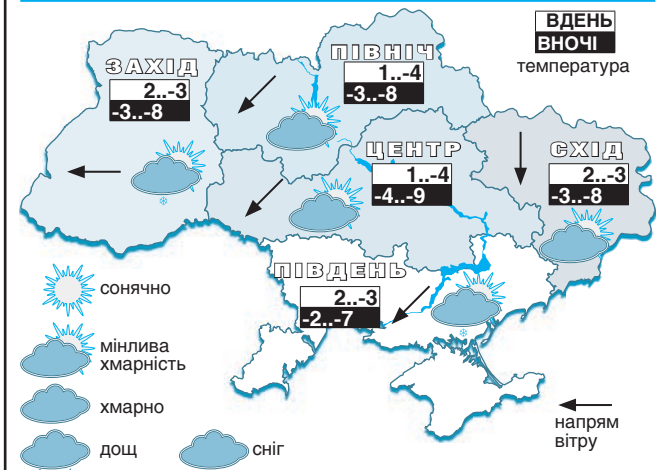 ВДЕНЬ
ВНОЧІ
температура
ПІВНІЧ
1..-4
-3..-8
ЗАХІД
2..-3
-3..-8
ЦЕНТР
1..-4
-4..-9
СХІД
2..-3
-3..-8
ПІВДЕНЬ
2..-3
-2..-7
сонячно
мінлива
хмарність
хмарно
дощ
сніг
напрям
вітру